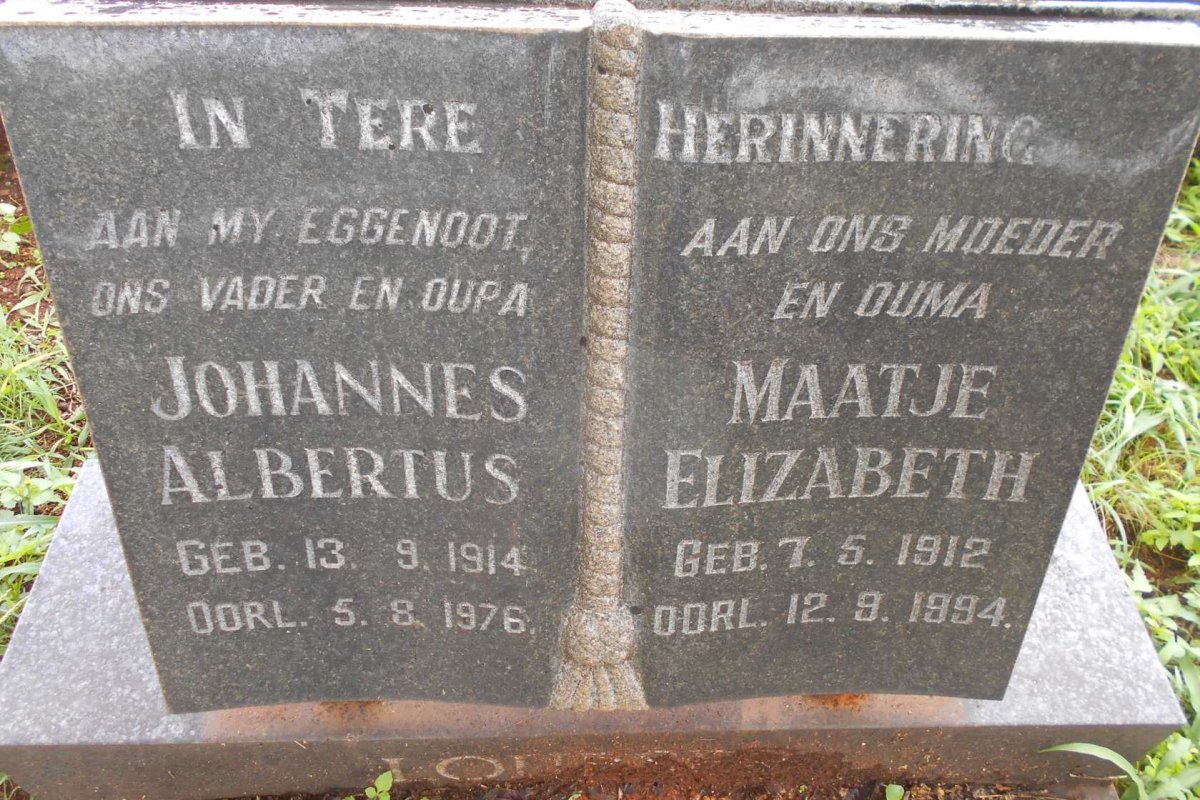 IN TERE HERINNERING
AAN MY EGGENOOT,
ONS VADER EN OUPA
JOHANNES
ALBERTUS
GEB. 13. 9. 1914
OORL. 5. 8. 1976.
AAN ONS MOEDER
EN OUMA
MAATJE
ELIZABETH
GEB. 7. 5. 1912
OORL. 12. 9. 1994.